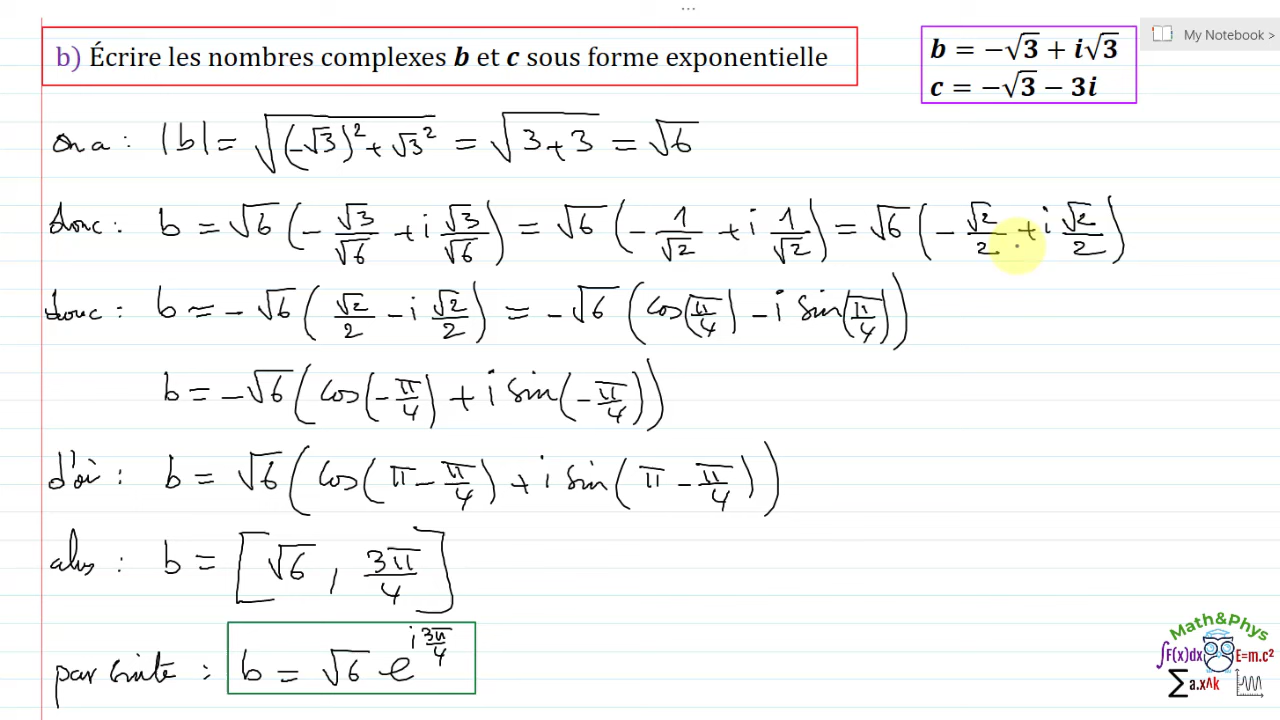 ...
My Notebook >
b) Écrire les nombres complexes b et c sous forme exponentielle
b = −√3 + i√3
c = −√3 − 3i
on a : |b| = √((−√3)² + √3²) = √(3+3) = √6
donc : b = √6 (−√3/√6 + i √3/√6) = √6 (−1/√2 + i 1/√2) = √6 (−√2/2 + i √2/2)
donc : b = −√6 (√2/2 − i √2/2) = −√6 (cos(π/4) − i sin(π/4))
b = −√6 (cos(−π/4) + i sin(−π/4))
d'où : b = √6 (cos(π − π/4) + i sin(π − π/4))
alors : b = [√6 , 3π/4]
par suite : b = √6 e^(i 3π/4)
Math&Phys
∫F(x)dx E=m.c²
∑a.x^k